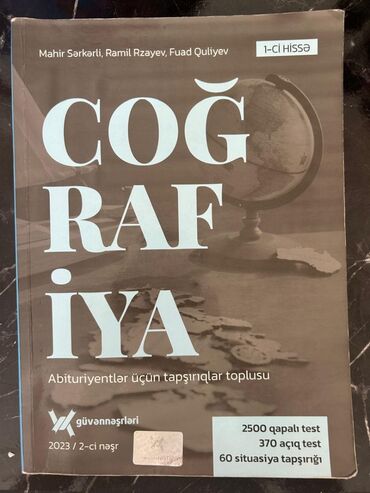 Mahir Sərkərli, Ramil Rzayev, Fuad Quliyev
1-Cİ HİSSƏ
COĞ
RAF
İYA
Abituriyentlər üçün tapşırıqlar toplusu
güvənnəşrləri
2023 / 2-ci nəşr
2500 qapalı test
370 açıq test
60 situasiya tapşırığı